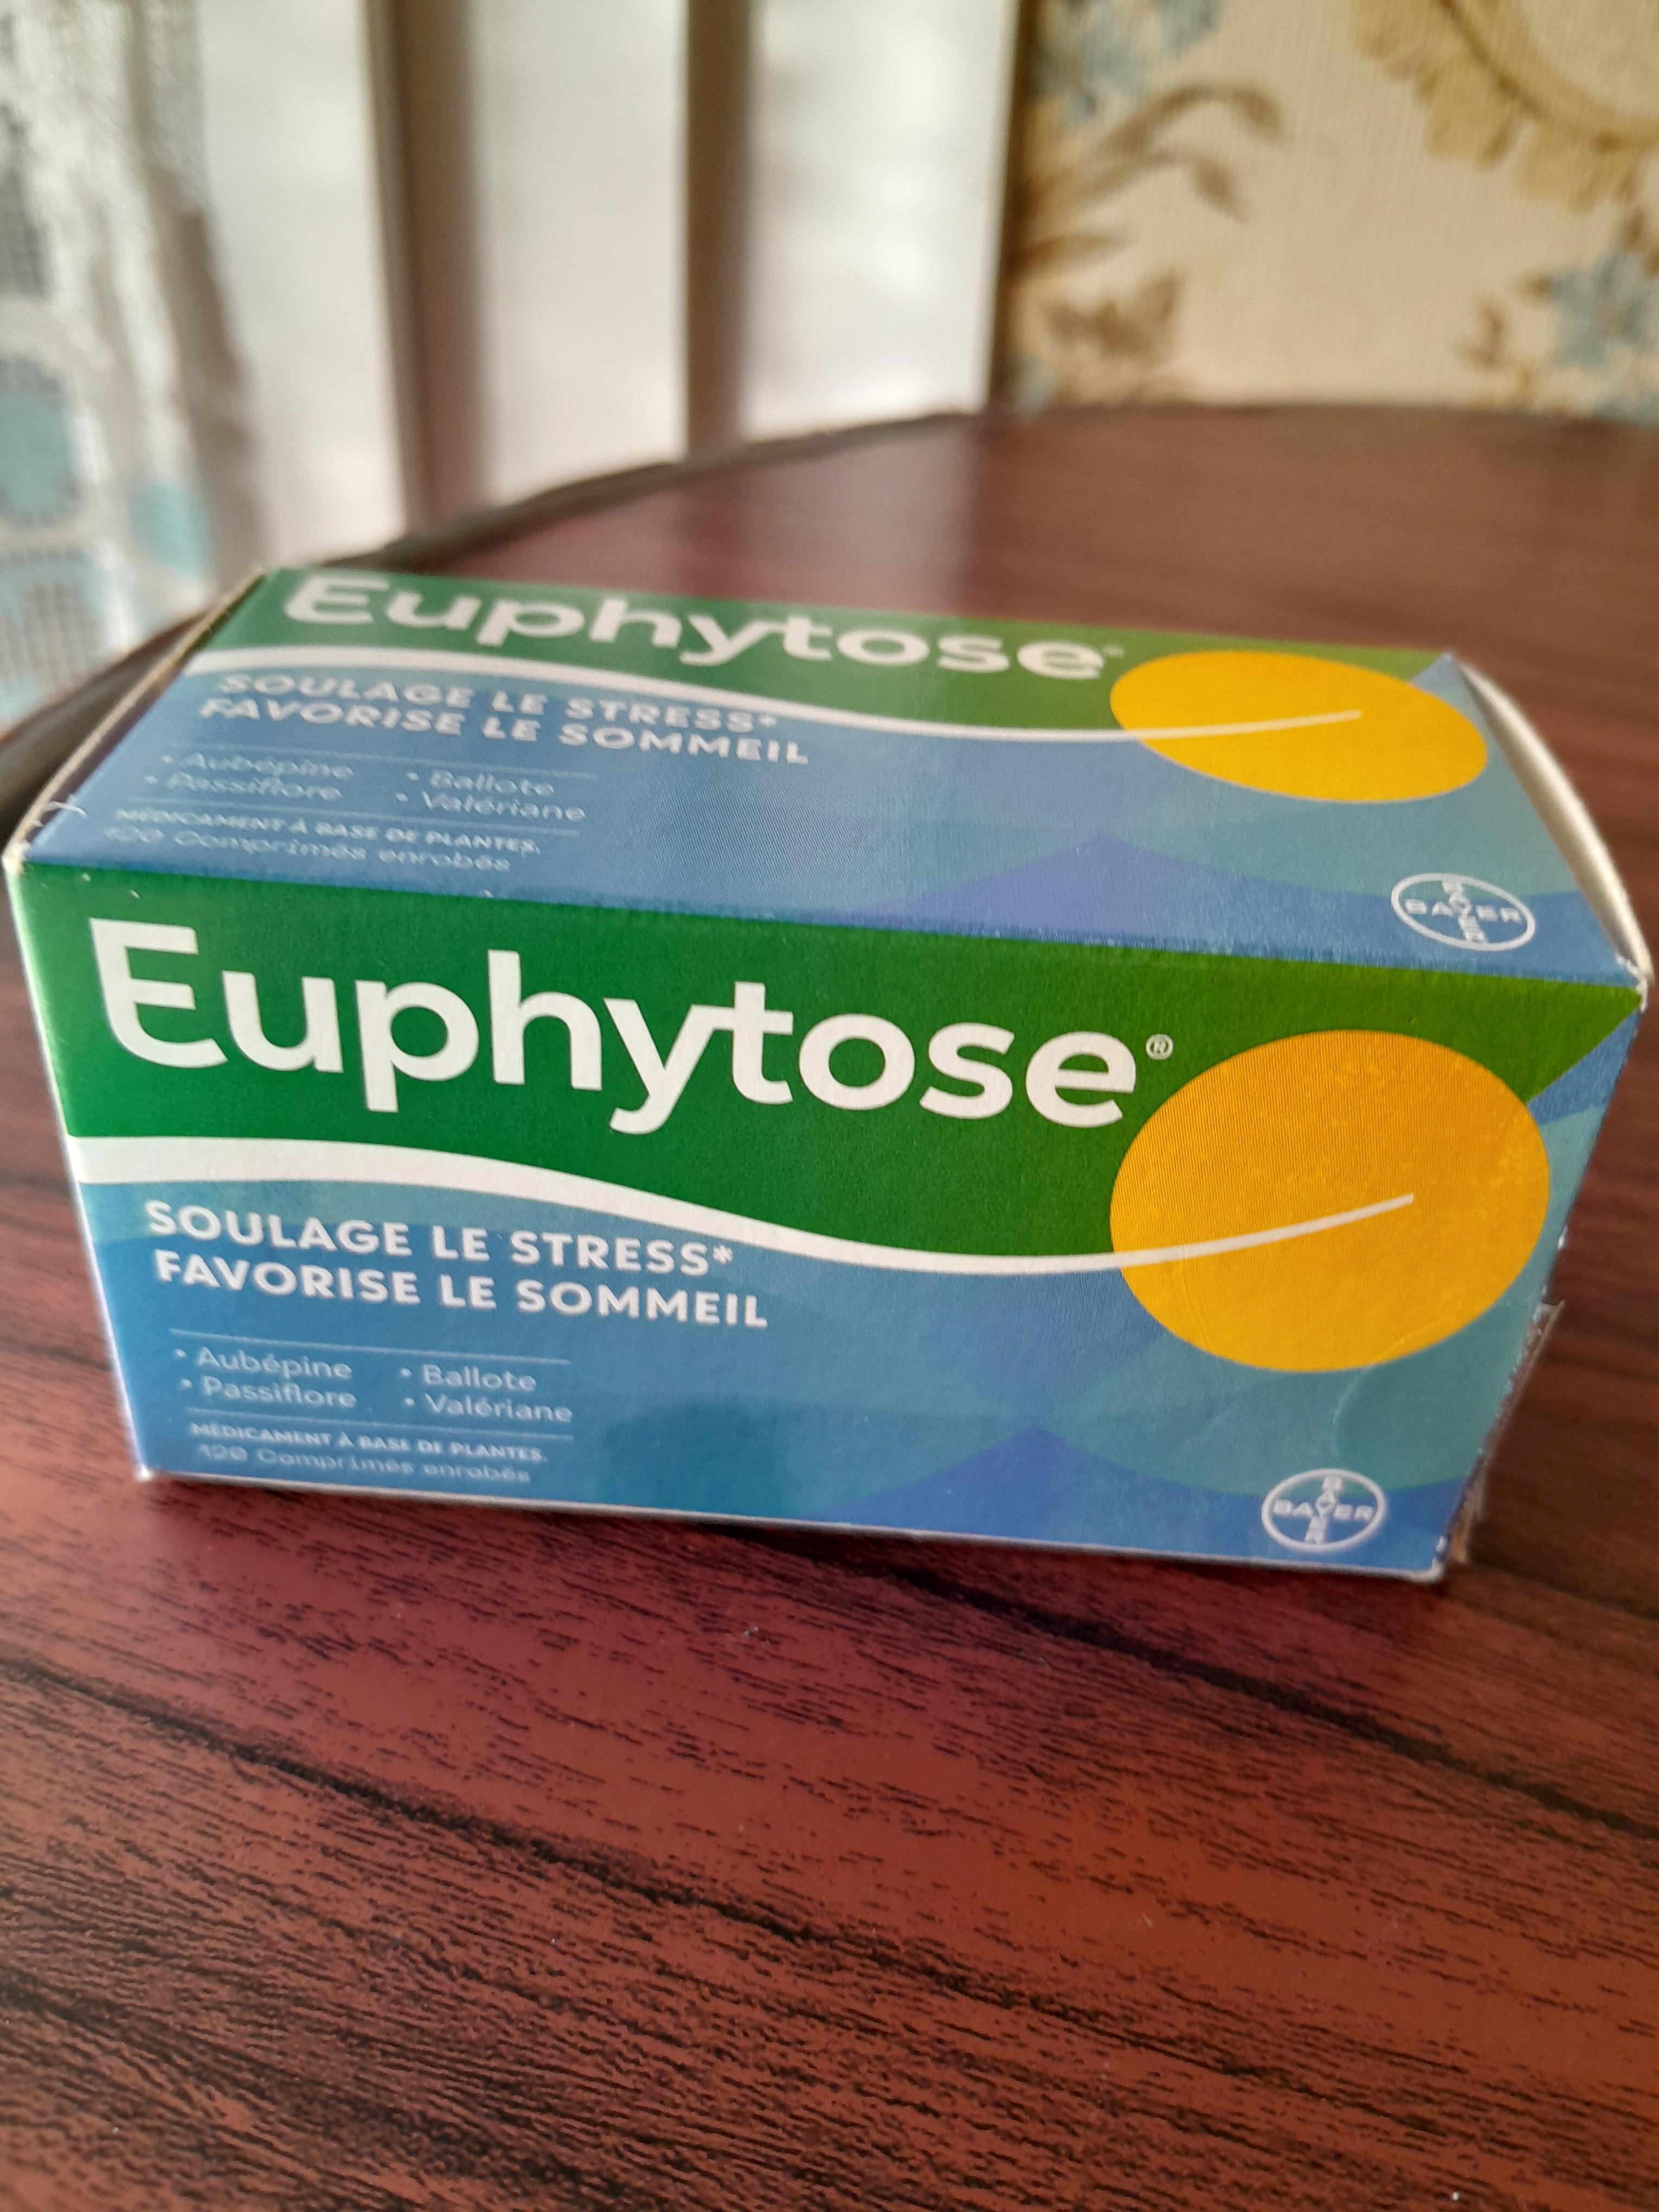 Euphytose
SOULAGE LE STRESS*
FAVORISE LE SOMMEIL
• Aubépine • Ballote
• Passiflore • Valériane
MÉDICAMENT À BASE DE PLANTES.
120 Comprimés enrobés
BAYER
BAYER
Euphytose®
SOULAGE LE STRESS*
FAVORISE LE SOMMEIL
• Aubépine • Ballote
• Passiflore • Valériane
MÉDICAMENT À BASE DE PLANTES.
120 Comprimés enrobés
BAYER
BAYER